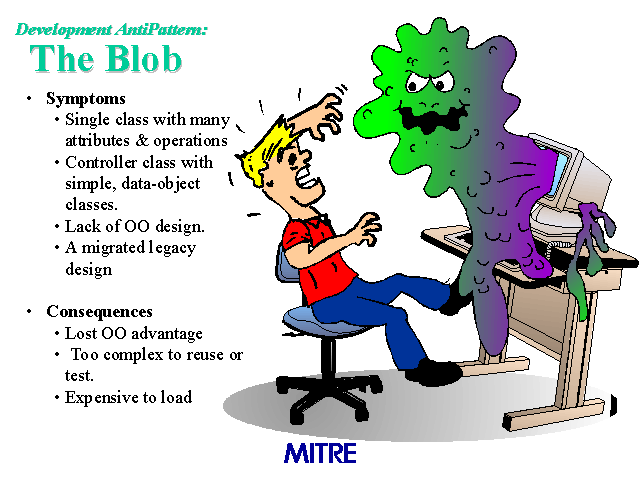 Development AntiPattern:
The Blob
• Symptoms
• Single class with many
attributes & operations
• Controller class with
simple, data-object
classes.
• Lack of OO design.
• A migrated legacy
design
• Consequences
• Lost OO advantage
• Too complex to reuse or
test.
• Expensive to load
MITRE